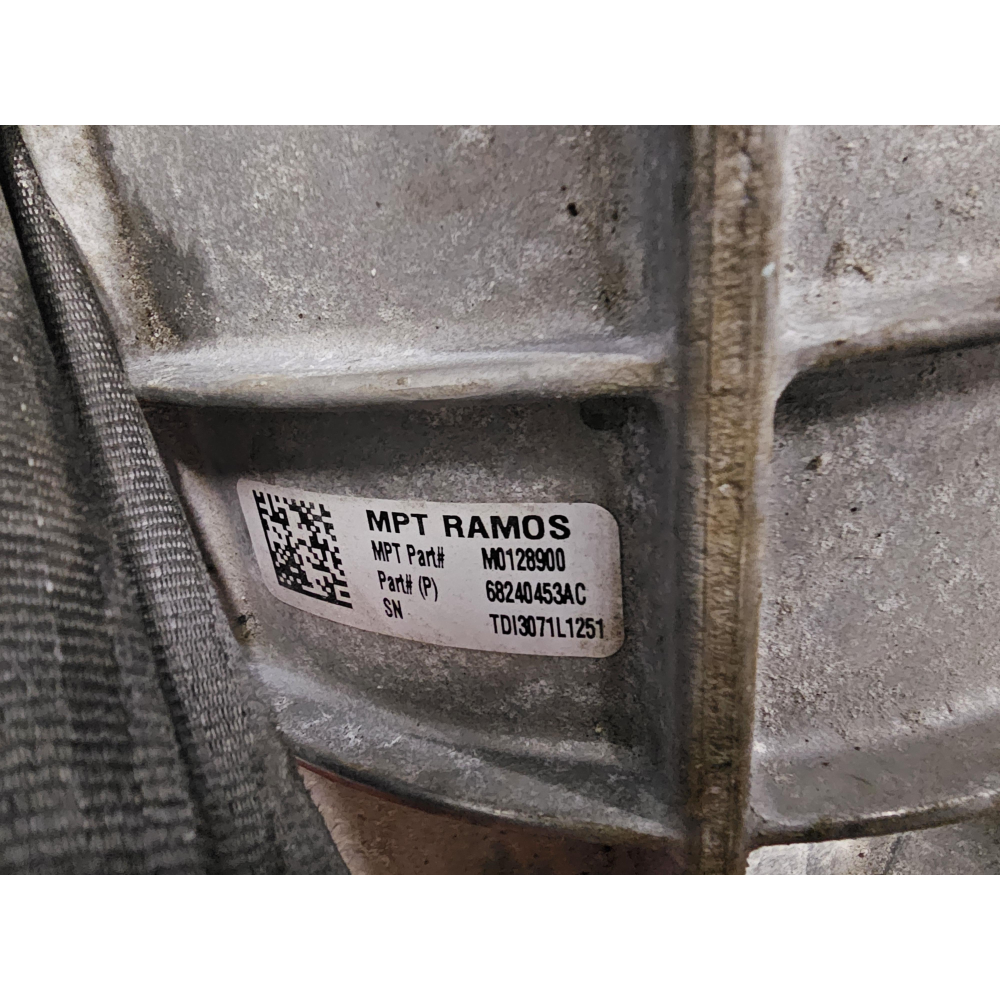 MPT RAMOS
MPT Part# M0128900
Part# (P) 68240453AC
SN TDI3071L1251